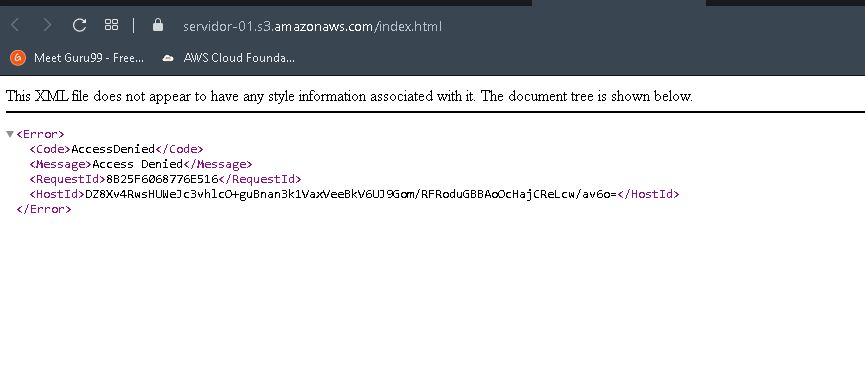 servidor-01.s3.amazonaws.com/index.html
Meet Guru99 - Free... AWS Cloud Founda...
This XML file does not appear to have any style information associated with it. The document tree is shown below.
<Error>
<Code>AccessDenied</Code>
<Message>Access Denied</Message>
<RequestId>8B25F6068776E516</RequestId>
<HostId>DZ8Xv4RwsHUWeJc3vhlcO+guBnan3k1VaxVeeBkV6UJ9Gom/RFRoduGBBAoOcHajCReLcw/av6o=</HostId>
</Error>